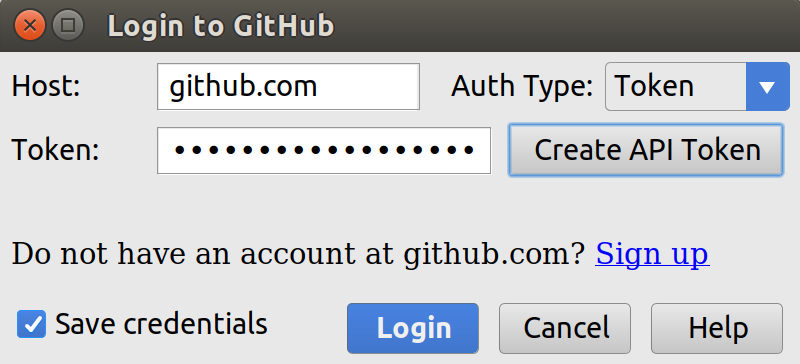 Login to GitHub
Host: github.com Auth Type: Token
Token: •••••••••••••••••• Create API Token
Do not have an account at github.com? Sign up
Save credentials Login Cancel Help